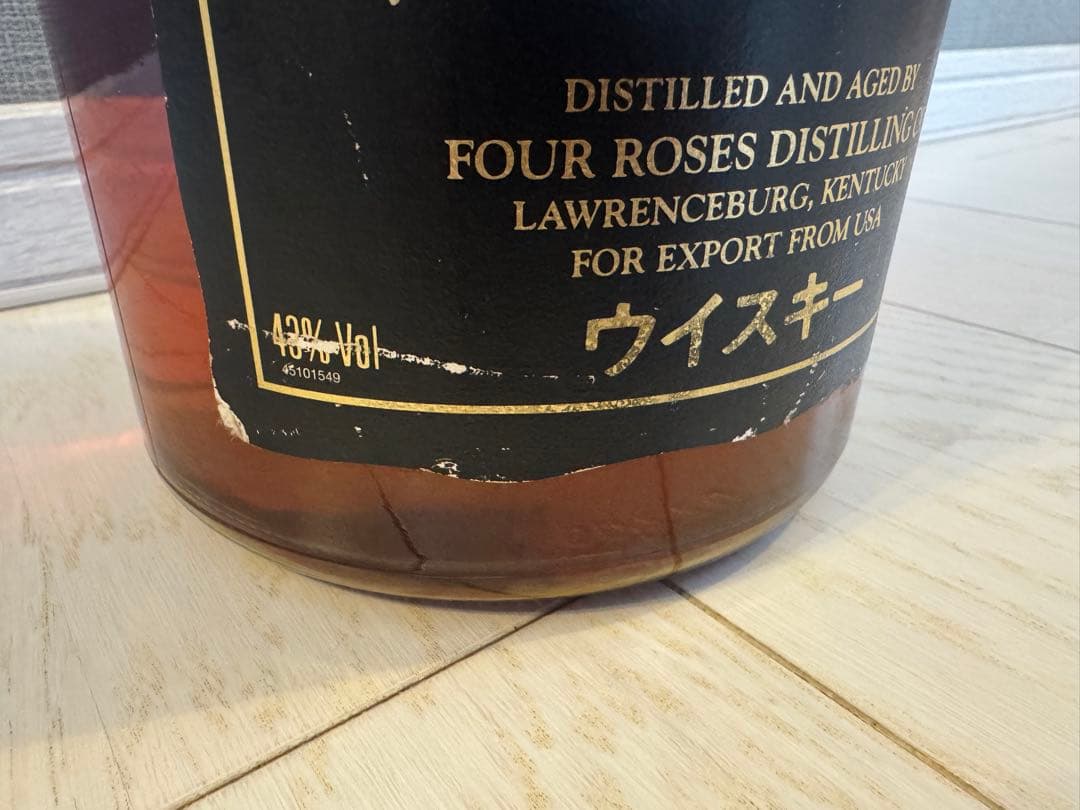 DISTILLED AND AGED BY
FOUR ROSES DISTILLING
LAWRENCEBURG, KENTUCKY
FOR EXPORT FROM USA
ウイスキー
43% Vol
45101549